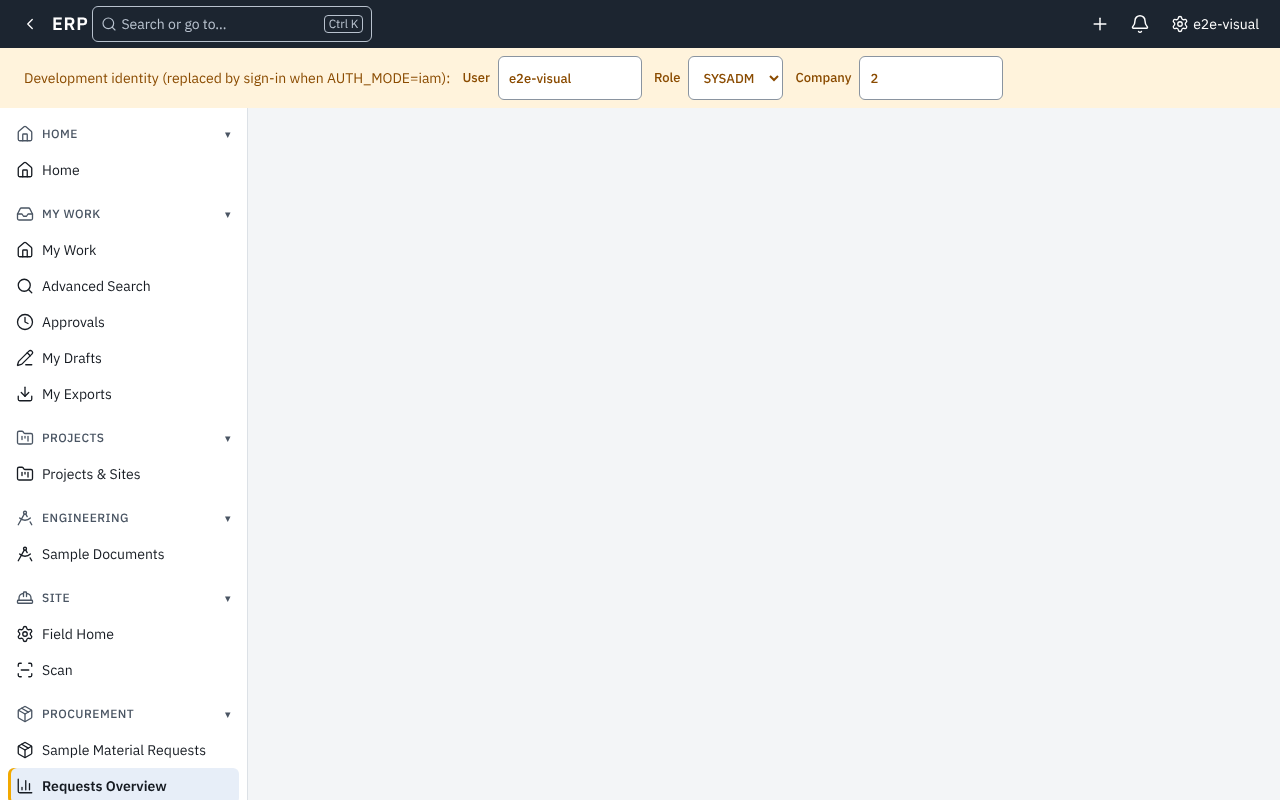 ERP
Search or go to...
Ctrl K
e2e-visual
Development identity (replaced by sign-in when AUTH_MODE=iam):
User
e2e-visual
Role
SYSADM
Company
2
HOME
Home
MY WORK
My Work
Advanced Search
Approvals
My Drafts
My Exports
PROJECTS
Projects & Sites
ENGINEERING
Sample Documents
SITE
Field Home
Scan
PROCUREMENT
Sample Material Requests
Requests Overview